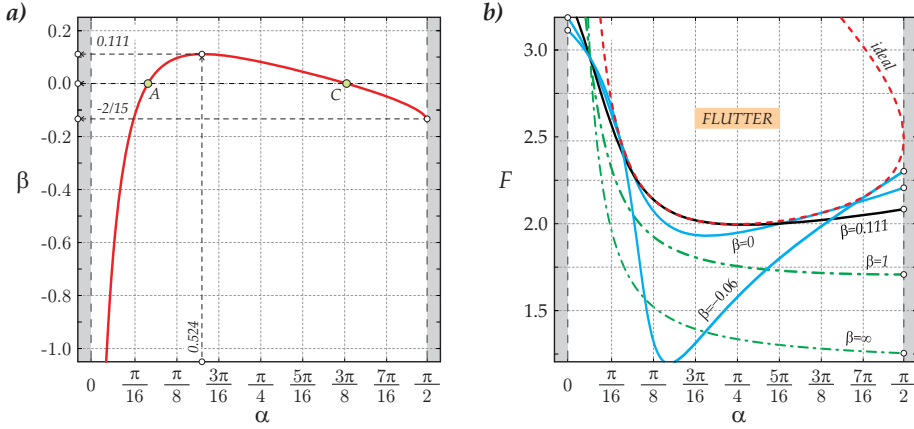 a)
β
0.2
0.1
0.0
-0.2
-0.4
-0.6
-0.8
-1.0
0.111
-2/15
A
C
0.524
0 π/16 π/8 3π/16 π/4 5π/16 3π/8 7π/16 π/2
α
b)
F
3.0
2.5
2.0
1.5
ideal
FLUTTER
β=0
β=0.111
β=1
β=-0.06
β=∞
0 π/16 π/8 3π/16 π/4 5π/16 3π/8 7π/16 π/2
α